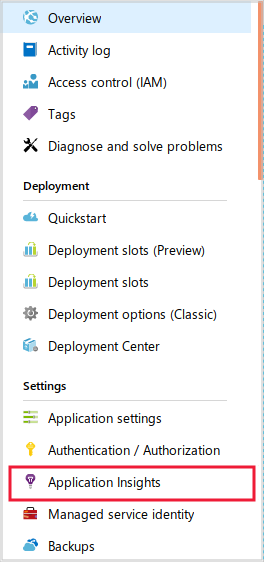 Overview
Activity log
Access control (IAM)
Tags
Diagnose and solve problems
Deployment
Quickstart
Deployment slots (Preview)
Deployment slots
Deployment options (Classic)
Deployment Center
Settings
Application settings
Authentication / Authorization
Application Insights
Managed service identity
Backups